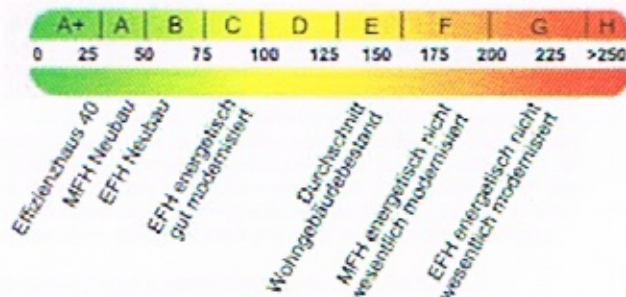 A+ A B C D E F G H
0 25 50 75 100 125 150 175 200 225 >250
Effizienzhaus 40
MFH Neubau
EFH Neubau
EFH energetisch
gut modernisiert
Durchschnitt
Wohngebäudebestand
MFH energetisch nicht
wesentlich modernisiert
EFH energetisch nicht
wesentlich modernisiert